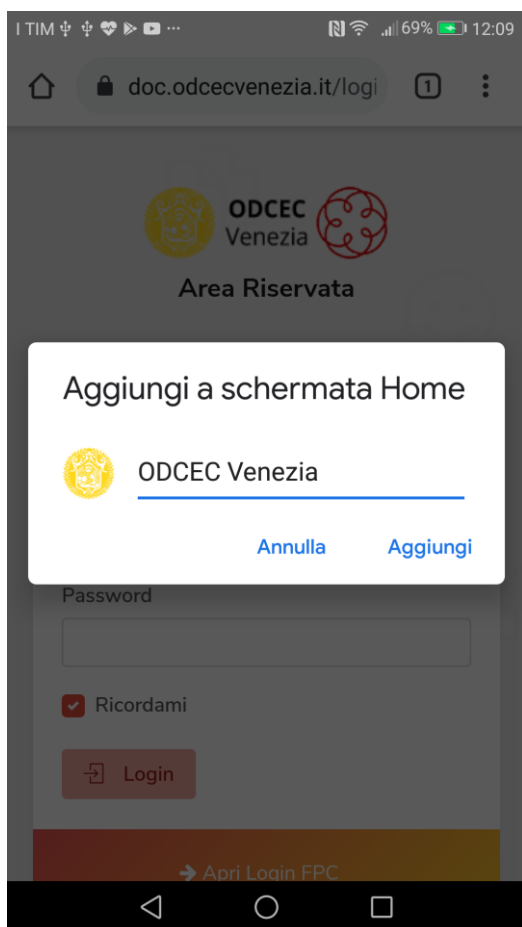 I TIM 69% 12:09
doc.odcecvenezia.it/logi 1
ODCEC
Venezia
Area Riservata
Aggiungi a schermata Home
ODCEC Venezia
Annulla Aggiungi
Password
Ricordami
Login
Apri Login FPC